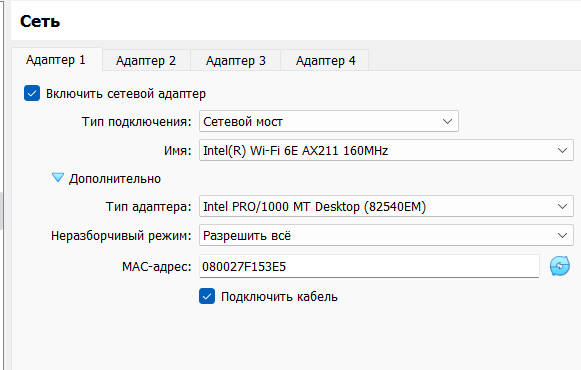 Сеть
Адаптер 1 Адаптер 2 Адаптер 3 Адаптер 4
Включить сетевой адаптер
Тип подключения: Сетевой мост
Имя: Intel(R) Wi-Fi 6E AX211 160MHz
Дополнительно
Тип адаптера: Intel PRO/1000 MT Desktop (82540EM)
Неразборчивый режим: Разрешить всё
MAC-адрес: 080027F153E5
Подключить кабель